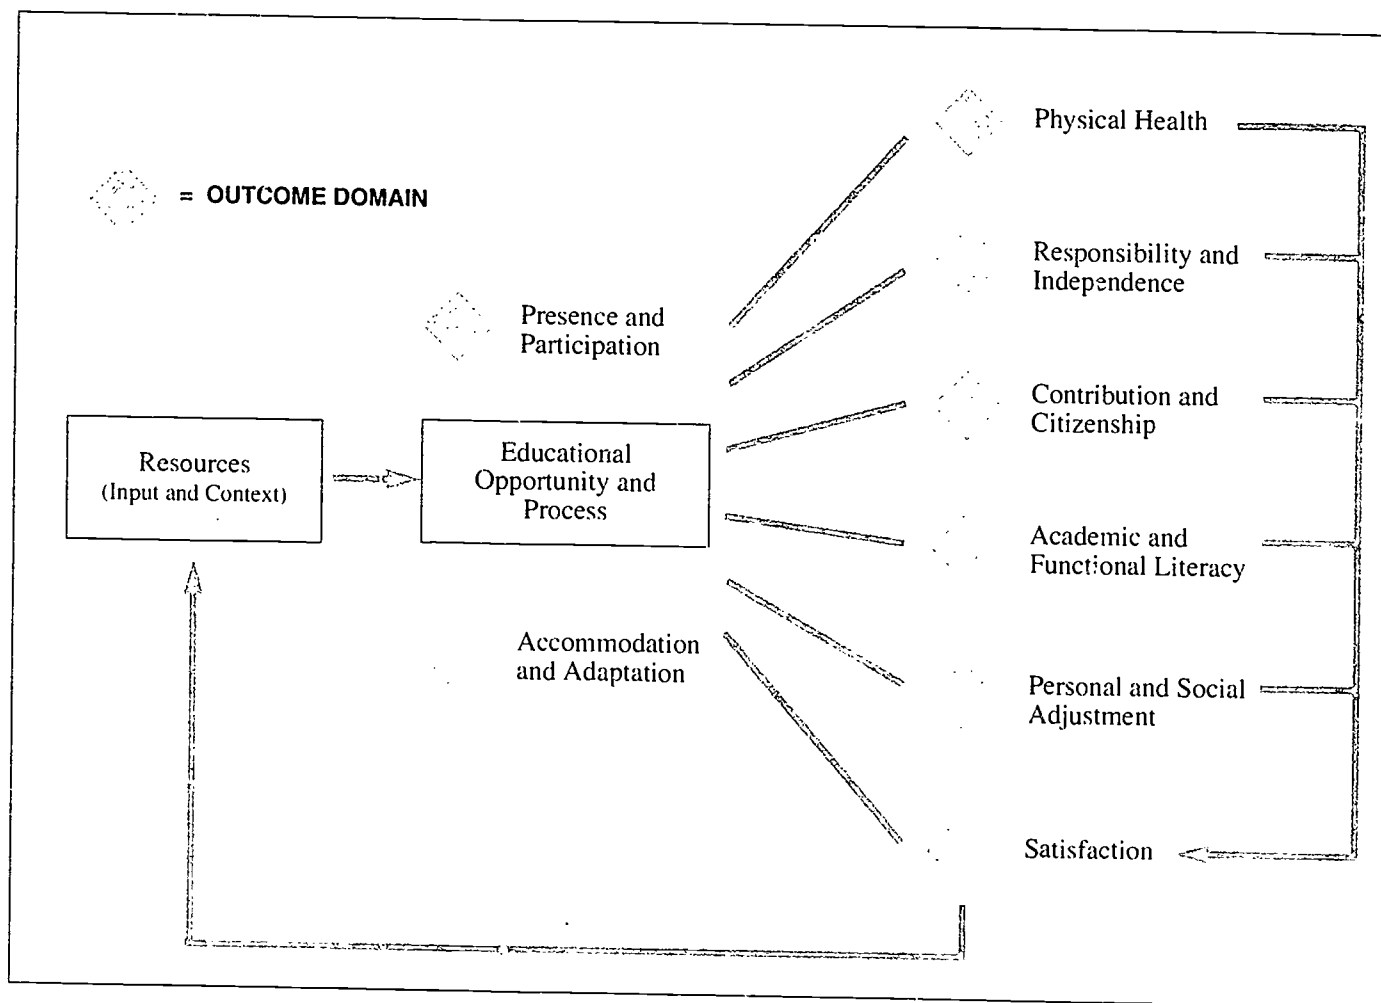 = OUTCOME DOMAIN
Presence and
Participation
Resources
(Input and Context)
Educational
Opportunity and
Process
Accommodation
and Adaptation
Physical Health
Responsibility and
Independence
Contribution and
Citizenship
Academic and
Functional Literacy
Personal and Social
Adjustment
Satisfaction